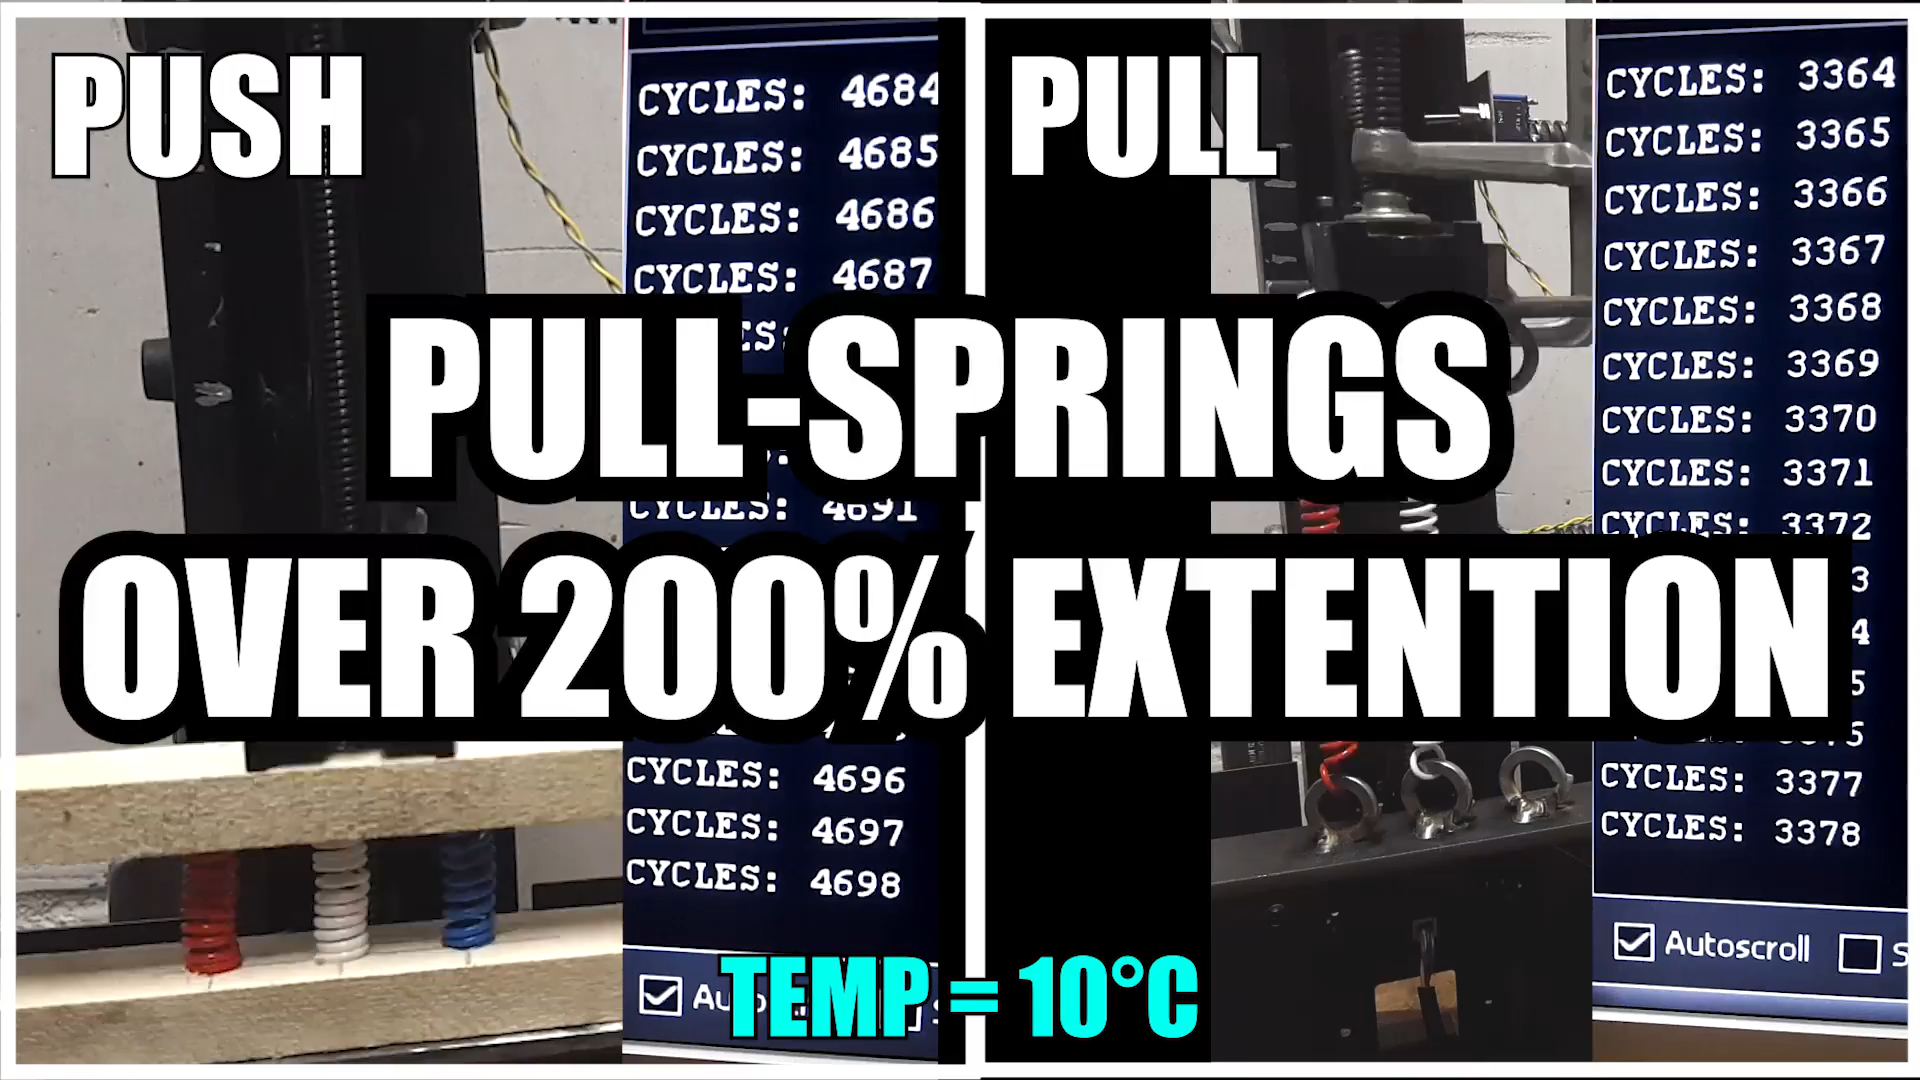 PUSH
CYCLES: 4684
CYCLES: 4685
CYCLES: 4686
CYCLES: 4687
CYCLES: 4691
CYCLES: 4696
CYCLES: 4697
CYCLES: 4698
PULL
CYCLES: 3364
CYCLES: 3365
CYCLES: 3366
CYCLES: 3367
CYCLES: 3368
CYCLES: 3369
CYCLES: 3370
CYCLES: 3371
CYCLES: 3372
CYCLES: 3377
CYCLES: 3378
Autoscroll
PULL-SPRINGS
OVER 200% EXTENTION
TEMP = 10°C